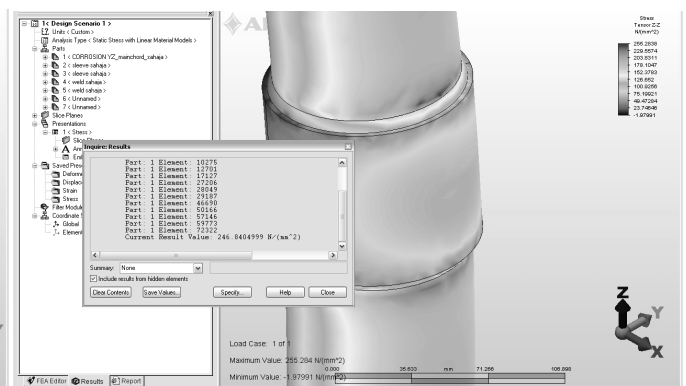 1< Design Scenario 1 >
Units < Custom >
Analysis Type < Static Stress with Linear Material Models >
Parts
1 < CORROSION YZ_mainchord_sahaja >
2 < sleeve sahaja >
3 < sleeve sahaja >
4 < weld sahaja >
5 < weld sahaja >
6 < Unnamed >
7 < Unnamed >
Slice Planes
Presentations
1 < Stress >
Slice Planes
Ann
Emb
Saved Pres
Deform
Displac
Strain
Stress
Filter Module
Coordinate S
Global
Element
Inquire: Results
Part: 1 Element: 10275
Part: 1 Element: 12701
Part: 1 Element: 17127
Part: 1 Element: 27206
Part: 1 Element: 28049
Part: 1 Element: 29187
Part: 1 Element: 46690
Part: 1 Element: 50166
Part: 1 Element: 57146
Part: 1 Element: 59773
Part: 1 Element: 72322
Current Result Value: 246.8404999 N/(mm^2)
Summary: None
Include results from hidden elements
Clear Contents Save Values... Specify... Help Close
FEA Editor Results Report
Stress
Tensor Z-Z
N/(mm^2)
255.2838
229.5574
203.8311
178.1047
152.3783
126.652
100.9256
75.19921
49.47284
23.74646
-1.97991
Load Case: 1 of 1
Maximum Value: 255.284 N/(mm^2)
Minimum Value: -1.97991 N/(mm^2)
0.000 35.633 mm 71.266 106.898
Z
Y
X